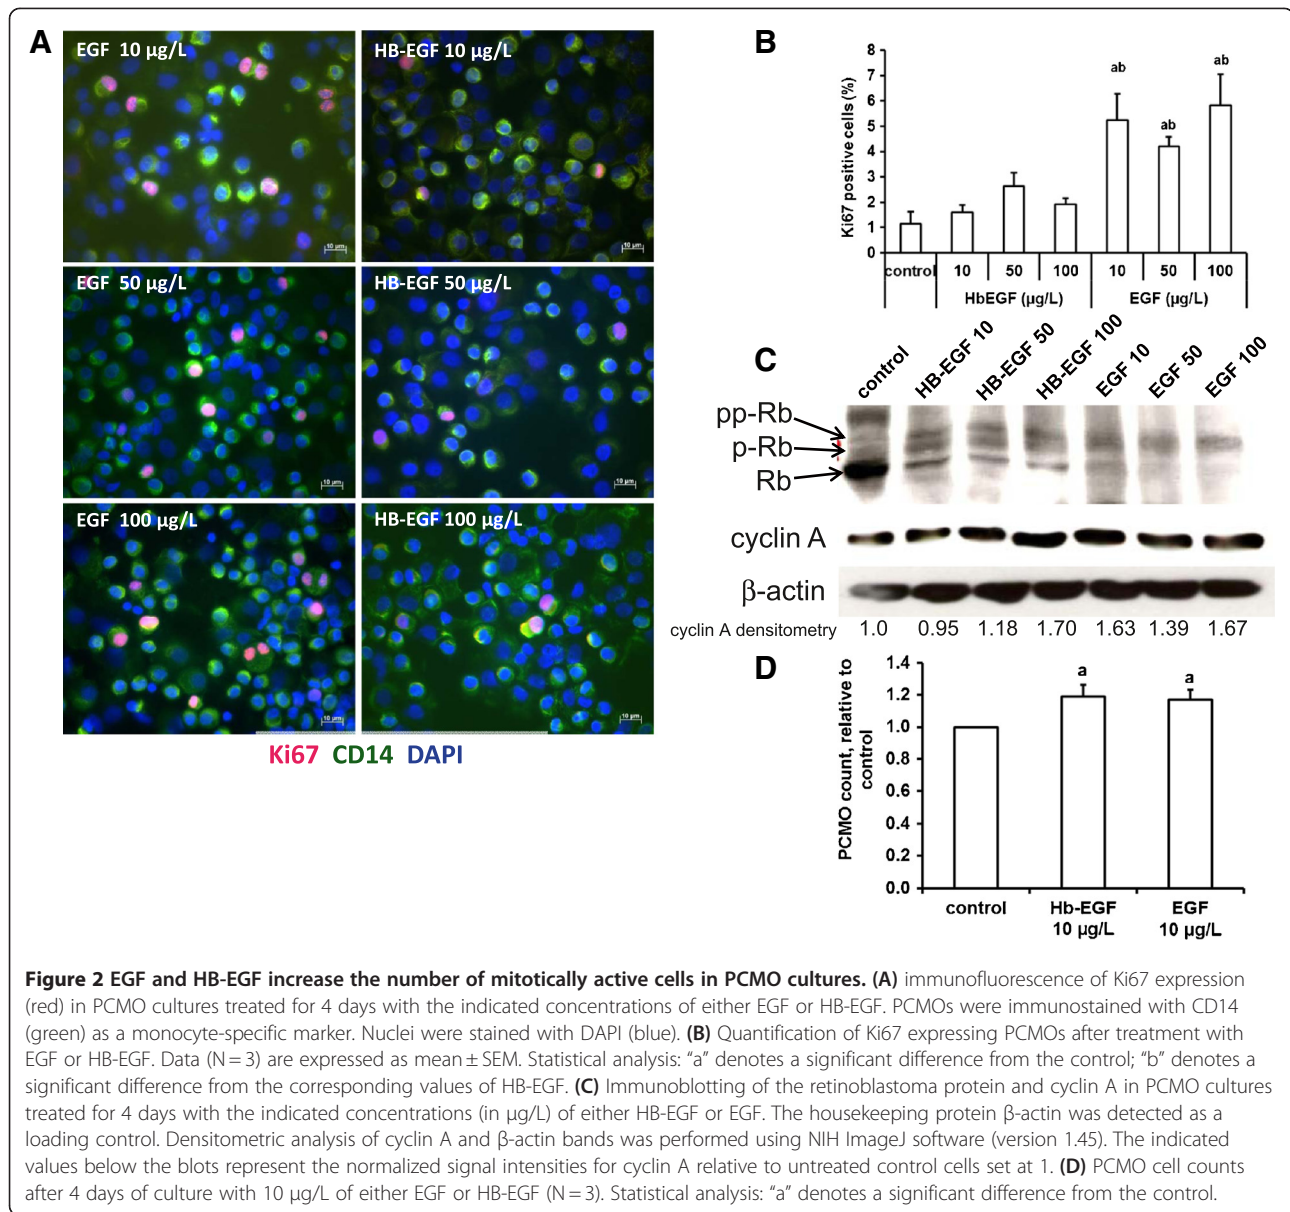 A
EGF 10 µg/L
HB-EGF 10 µg/L
10 µm
10 µm
EGF 50 µg/L
HB-EGF 50 µg/L
10 µm
10 µm
EGF 100 µg/L
HB-EGF 100 µg/L
10 µm
10 µm
Ki67 CD14 DAPI
B
Ki67 positive cells (%)
8
7
6
5
4
3
2
1
0
ab
ab
ab
control
10
50
100
10
50
100
HbEGF (µg/L)
EGF (µg/L)
C
control
HB-EGF 10
HB-EGF 50
HB-EGF 100
EGF 10
EGF 50
EGF 100
pp-Rb
p-Rb
Rb
cyclin A
β-actin
cyclin A densitometry 1.0 0.95 1.18 1.70 1.63 1.39 1.67
D
PCMO count, relative to
control
1.4
1.2
1.0
0.8
0.6
0.4
0.2
0.0
a
a
control
Hb-EGF
10 µg/L
EGF
10 µg/L
Figure 2 EGF and HB-EGF increase the number of mitotically active cells in PCMO cultures. (A) immunofluorescence of Ki67 expression
(red) in PCMO cultures treated for 4 days with the indicated concentrations of either EGF or HB-EGF. PCMOs were immunostained with CD14
(green) as a monocyte-specific marker. Nuclei were stained with DAPI (blue). (B) Quantification of Ki67 expressing PCMOs after treatment with
EGF or HB-EGF. Data (N = 3) are expressed as mean ± SEM. Statistical analysis: “a” denotes a significant difference from the control; “b” denotes a
significant difference from the corresponding values of HB-EGF. (C) Immunoblotting of the retinoblastoma protein and cyclin A in PCMO cultures
treated for 4 days with the indicated concentrations (in µg/L) of either HB-EGF or EGF. The housekeeping protein β-actin was detected as a
loading control. Densitometric analysis of cyclin A and β-actin bands was performed using NIH ImageJ software (version 1.45). The indicated
values below the blots represent the normalized signal intensities for cyclin A relative to untreated control cells set at 1. (D) PCMO cell counts
after 4 days of culture with 10 µg/L of either EGF or HB-EGF (N = 3). Statistical analysis: “a” denotes a significant difference from the control.